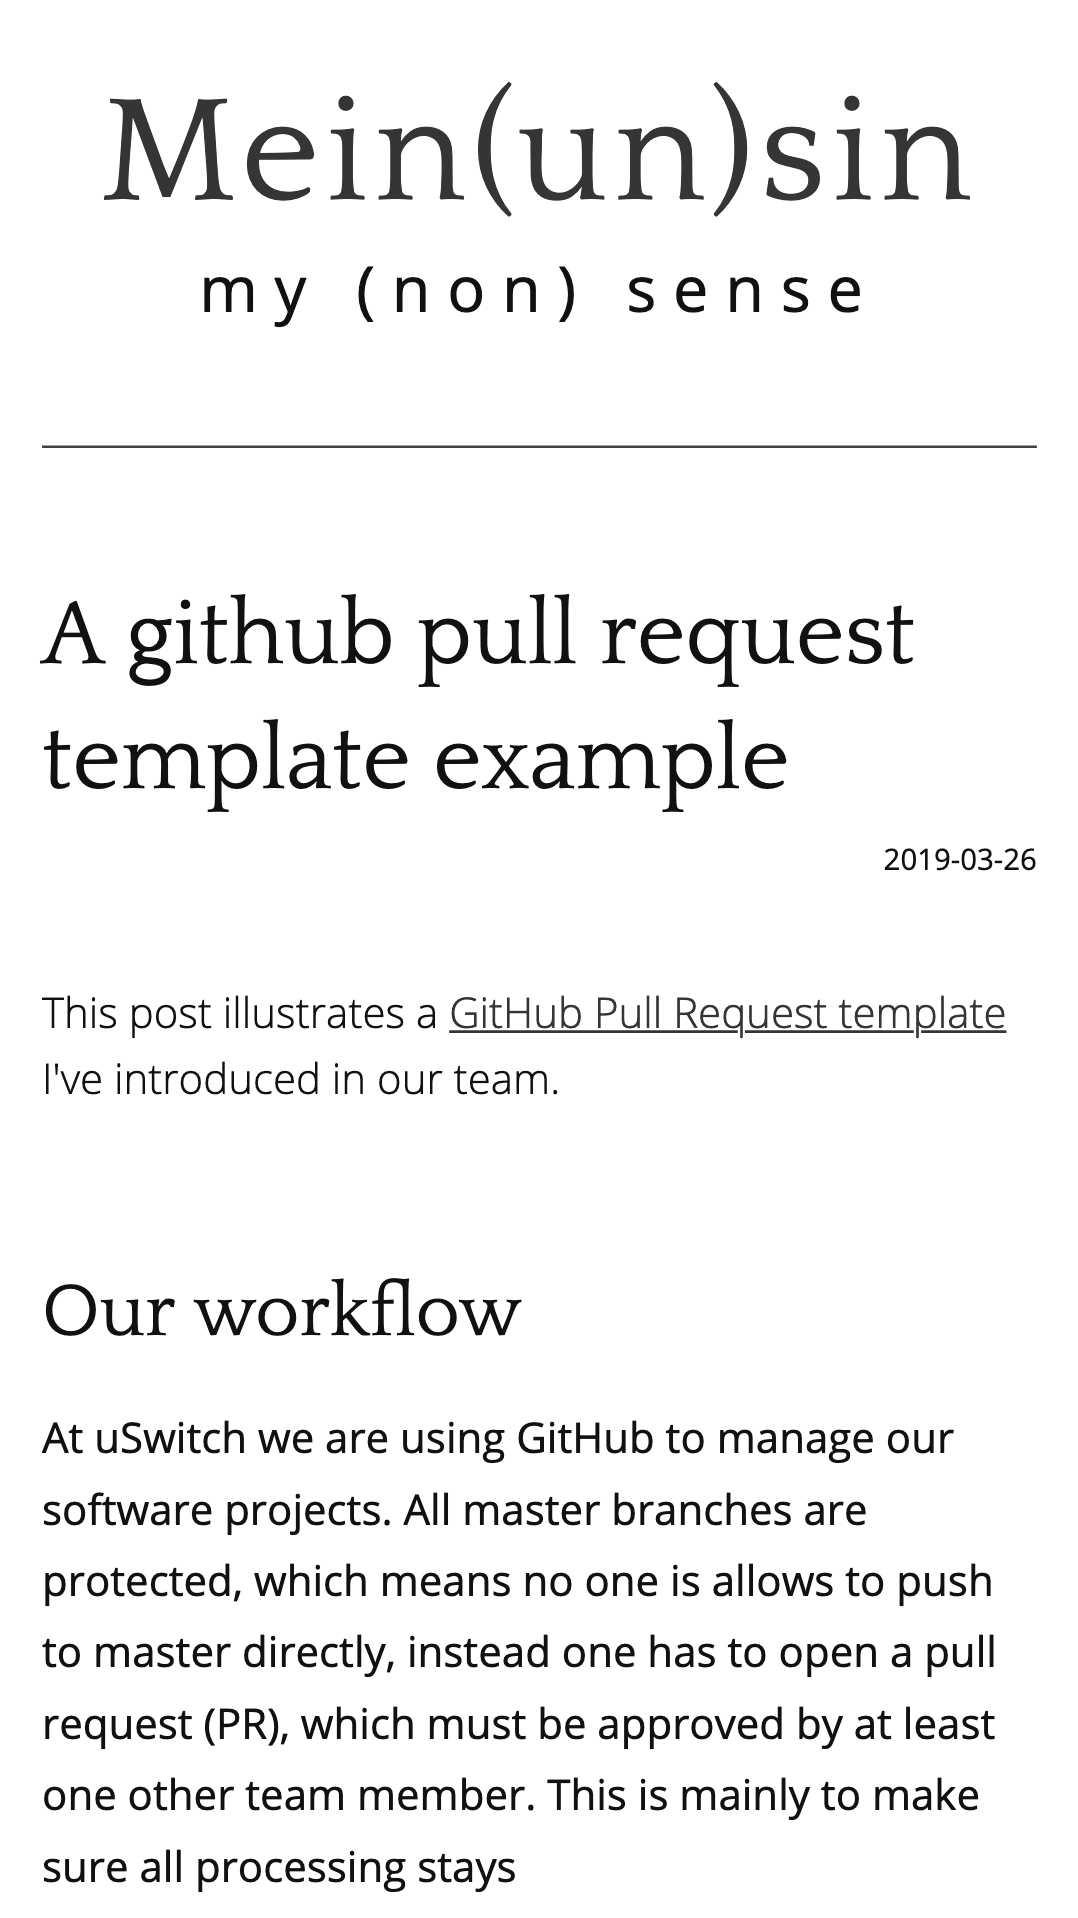 Mein(un)sin
my (non) sense
A github pull request
template example
2019-03-26
This post illustrates a GitHub Pull Request template
I've introduced in our team.
Our workflow
At uSwitch we are using GitHub to manage our
software projects. All master branches are
protected, which means no one is allows to push
to master directly, instead one has to open a pull
request (PR), which must be approved by at least
one other team member. This is mainly to make
sure all processing stays